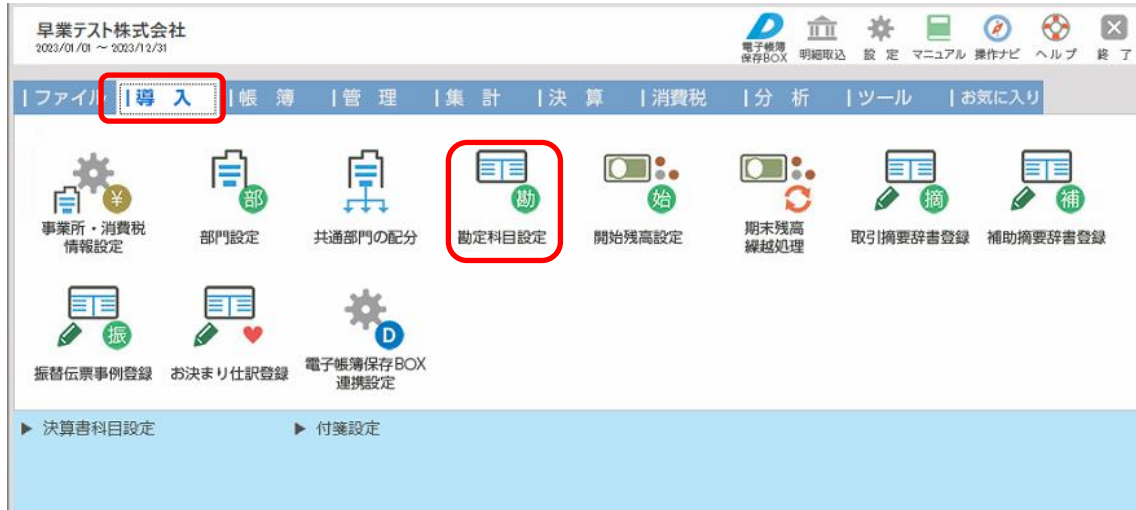 早業テスト株式会社
2023/01/01 ～ 2023/12/31
電子帳簿
保存BOX
明細取込
設 定
マニュアル
操作ナビ
ヘルプ
終 了
|ファイル |導 入 |帳 簿 |管 理 |集 計 |決 算 |消費税 |分 析 |ツール |お気に入り
¥
事業所・消費税
情報設定
部
部門設定
共通部門の配分
勘
勘定科目設定
始
開始残高設定
期末残高
繰越処理
摘
取引摘要辞書登録
補
補助摘要辞書登録
振
振替伝票事例登録
お決まり仕訳登録
D
電子帳簿保存BOX
連携設定
▶ 決算書科目設定 ▶ 付箋設定